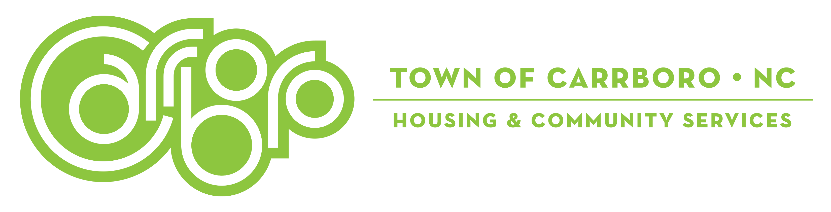 Carrboro
TOWN OF CARRBORO • NC
HOUSING & COMMUNITY SERVICES